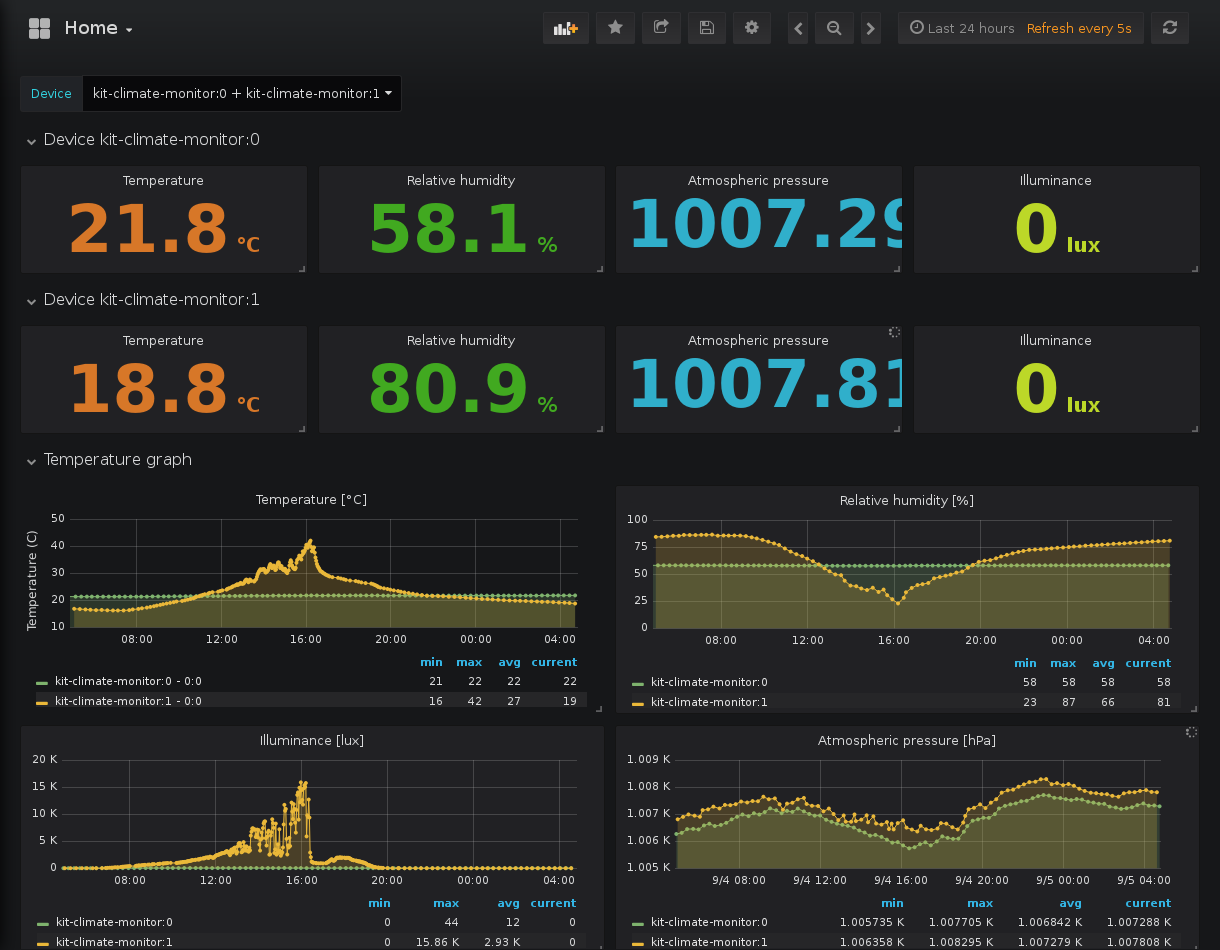 Home
Last 24 hours Refresh every 5s
Device kit-climate-monitor:0 + kit-climate-monitor:1
Device kit-climate-monitor:0
Temperature Relative humidity Atmospheric pressure Illuminance
21.8 °C 58.1 % 1007.29 0 lux
Device kit-climate-monitor:1
Temperature Relative humidity Atmospheric pressure Illuminance
18.8 °C 80.9 % 1007.81 0 lux
Temperature graph
Temperature [°C]
Temperature (C)
50
40
30
20
10
08:00 12:00 16:00 20:00 00:00 04:00
min max avg current
kit-climate-monitor:0 - 0:0 21 22 22 22
kit-climate-monitor:1 - 0:0 16 42 27 19
Relative humidity [%]
100
75
50
25
0
08:00 12:00 16:00 20:00 00:00 04:00
min max avg current
kit-climate-monitor:0 58 58 58 58
kit-climate-monitor:1 23 87 66 81
Illuminance [lux]
20 K
15 K
10 K
5 K
0
08:00 12:00 16:00 20:00 00:00 04:00
min max avg current
kit-climate-monitor:0 0 44 12 0
kit-climate-monitor:1 0 15.86 K 2.93 K 0
Atmospheric pressure [hPa]
1.009 K
1.008 K
1.007 K
1.006 K
1.005 K
9/4 08:00 9/4 12:00 9/4 16:00 9/4 20:00 9/5 00:00 9/5 04:00
min max avg current
kit-climate-monitor:0 1.005735 K 1.007705 K 1.006842 K 1.007288 K
kit-climate-monitor:1 1.006358 K 1.008295 K 1.007279 K 1.007808 K